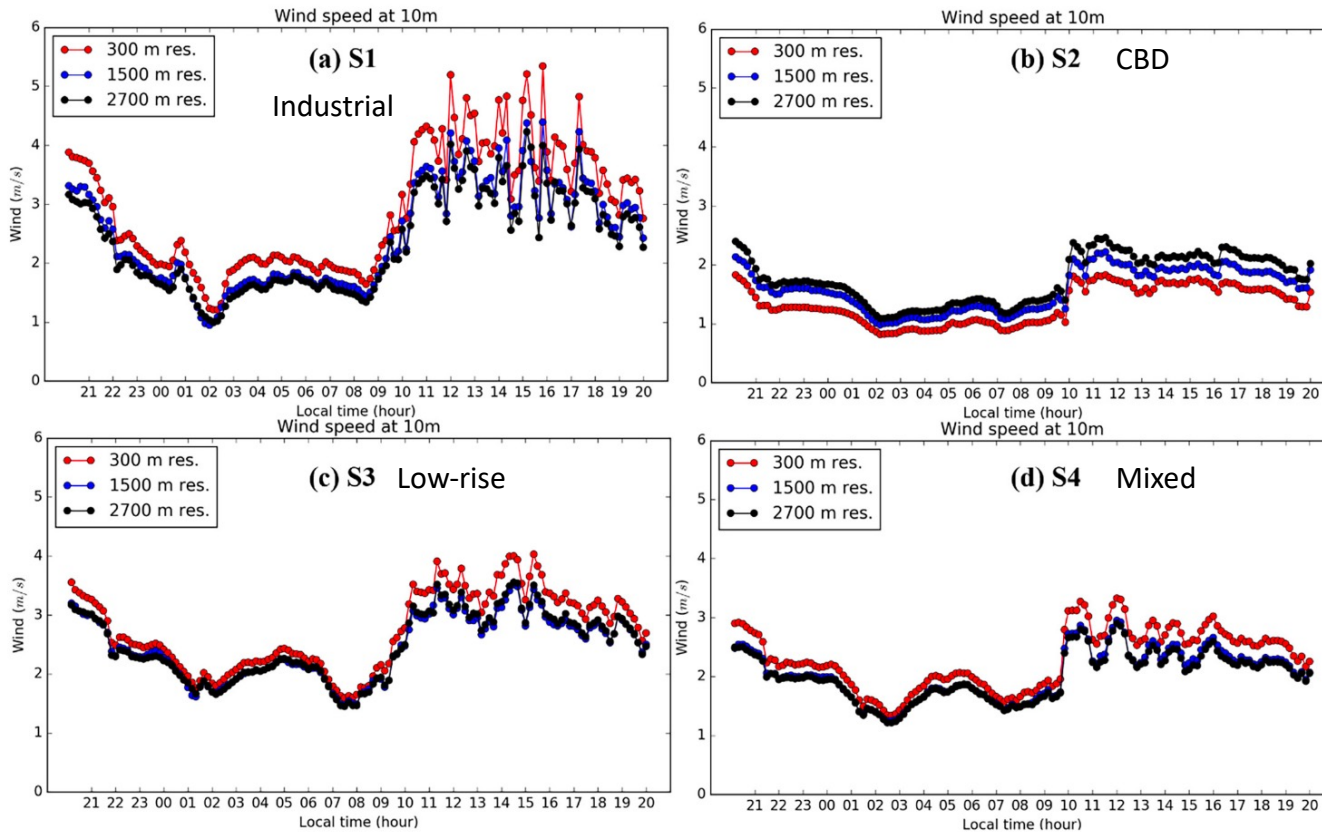 Wind speed at 10m
6
5
4
3
2
1
0
Wind (m/s)
300 m res.
1500 m res.
2700 m res.
(a) S1
Industrial
21 22 23 00 01 02 03 04 05 06 07 08 09 10 11 12 13 14 15 16 17 18 19 20
Local time (hour)
Wind speed at 10m
6
5
4
3
2
1
0
Wind (m/s)
300 m res.
1500 m res.
2700 m res.
(b) S2 CBD
21 22 23 00 01 02 03 04 05 06 07 08 09 10 11 12 13 14 15 16 17 18 19 20
Local time (hour)
Wind speed at 10m
6
5
4
3
2
1
0
Wind (m/s)
300 m res.
1500 m res.
2700 m res.
(c) S3 Low-rise
21 22 23 00 01 02 03 04 05 06 07 08 09 10 11 12 13 14 15 16 17 18 19 20
Local time (hour)
Wind speed at 10m
6
5
4
3
2
1
0
Wind (m/s)
300 m res.
1500 m res.
2700 m res.
(d) S4 Mixed
21 22 23 00 01 02 03 04 05 06 07 08 09 10 11 12 13 14 15 16 17 18 19 20
Local time (hour)